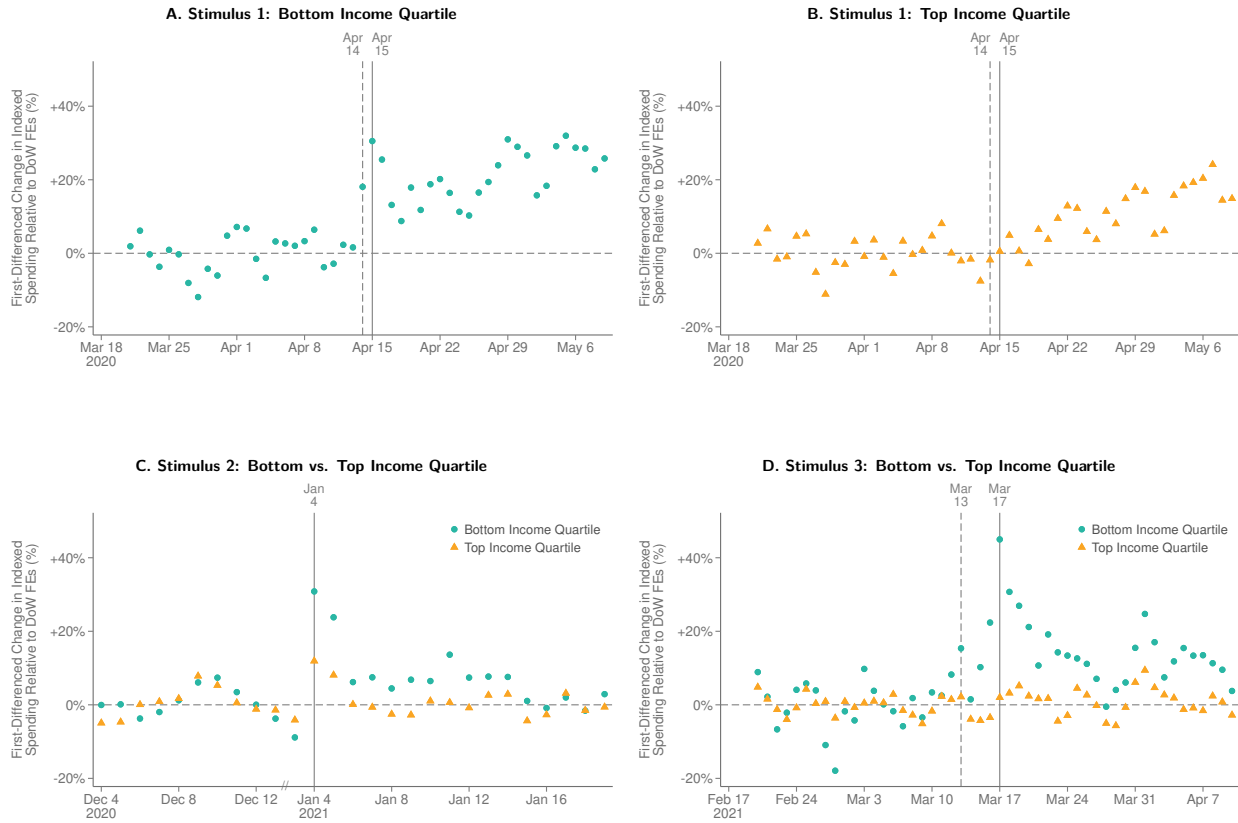 A. Stimulus 1: Bottom Income Quartile
Apr
14
Apr
15
First-Differenced Change in Indexed
Spending Relative to DoW FEs (%)
+40%
+20%
0%
-20%
Mar 18
2020
Mar 25
Apr 1
Apr 8
Apr 15
Apr 22
Apr 29
May 6
B. Stimulus 1: Top Income Quartile
Apr
14
Apr
15
First-Differenced Change in Indexed
Spending Relative to DoW FEs (%)
+40%
+20%
0%
-20%
Mar 18
2020
Mar 25
Apr 1
Apr 8
Apr 15
Apr 22
Apr 29
May 6
C. Stimulus 2: Bottom vs. Top Income Quartile
Jan
4
Bottom Income Quartile
Top Income Quartile
First-Differenced Change in Indexed
Spending Relative to DoW FEs (%)
+40%
+20%
0%
-20%
Dec 4
2020
Dec 8
Dec 12
//
Jan 4
2021
Jan 8
Jan 12
Jan 16
D. Stimulus 3: Bottom vs. Top Income Quartile
Mar
13
Mar
17
Bottom Income Quartile
Top Income Quartile
First-Differenced Change in Indexed
Spending Relative to DoW FEs (%)
+40%
+20%
0%
-20%
Feb 17
2021
Feb 24
Mar 3
Mar 10
Mar 17
Mar 24
Mar 31
Apr 7